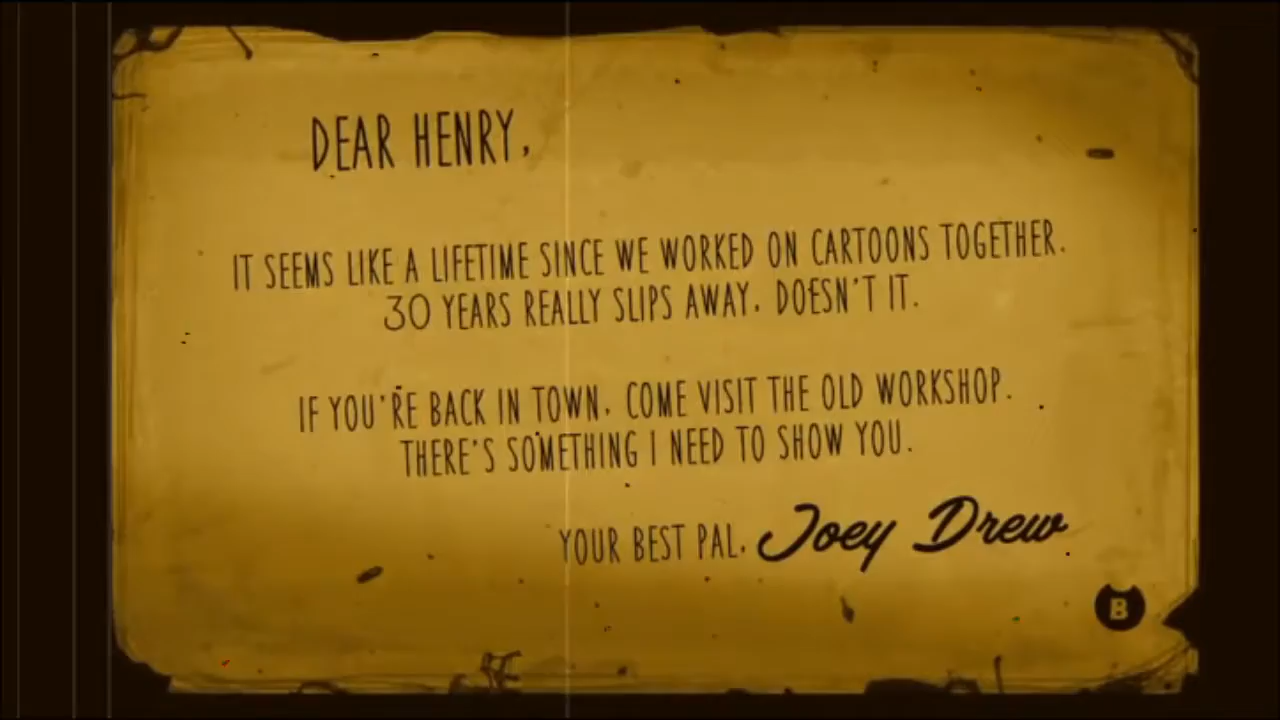 DEAR HENRY,
IT SEEMS LIKE A LIFETIME SINCE WE WORKED ON CARTOONS TOGETHER.
30 YEARS REALLY SLIPS AWAY, DOESN'T IT.
IF YOU'RE BACK IN TOWN, COME VISIT THE OLD WORKSHOP.
THERE'S SOMETHING I NEED TO SHOW YOU.
YOUR BEST PAL, Joey Drew
B